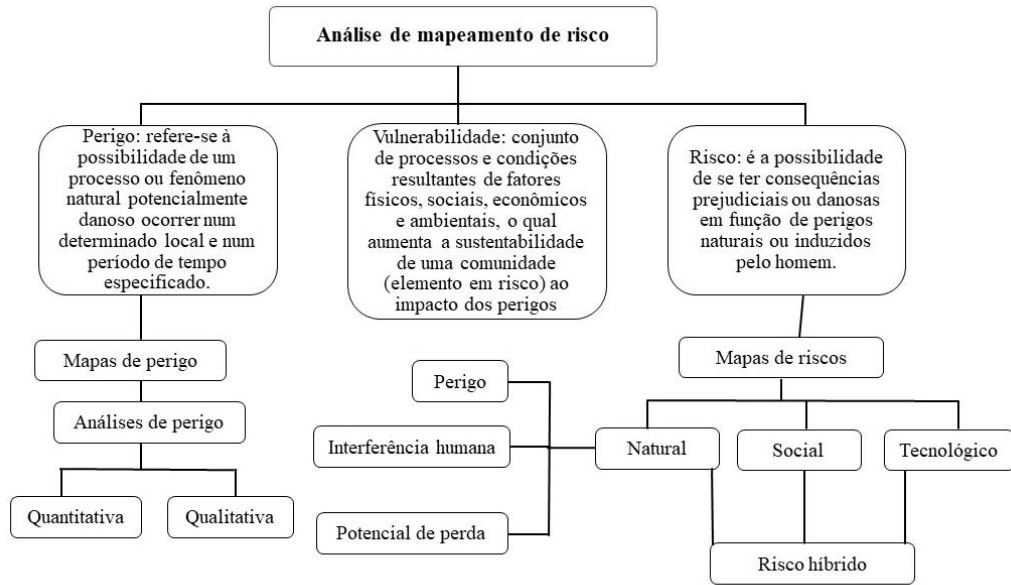 Análise de mapeamento de risco
Perigo: refere-se à
possibilidade de um
processo ou fenômeno
natural potencialmente
danoso ocorrer num
determinado local e num
período de tempo
especificado.
Vulnerabilidade: conjunto
de processos e condições
resultantes de fatores
físicos, sociais, econômicos
e ambientais, o qual
aumenta a sustentabilidade
de uma comunidade
(elemento em risco) ao
impacto dos perigos
Risco: é a possibilidade
de se ter consequências
prejudiciais ou danosas
em função de perigos
naturais ou induzidos
pelo homem.
Mapas de perigo
Análises de perigo
Quantitativa
Qualitativa
Mapas de riscos
Natural
Social
Tecnológico
Perigo
Interferência humana
Potencial de perda
Risco híbrido